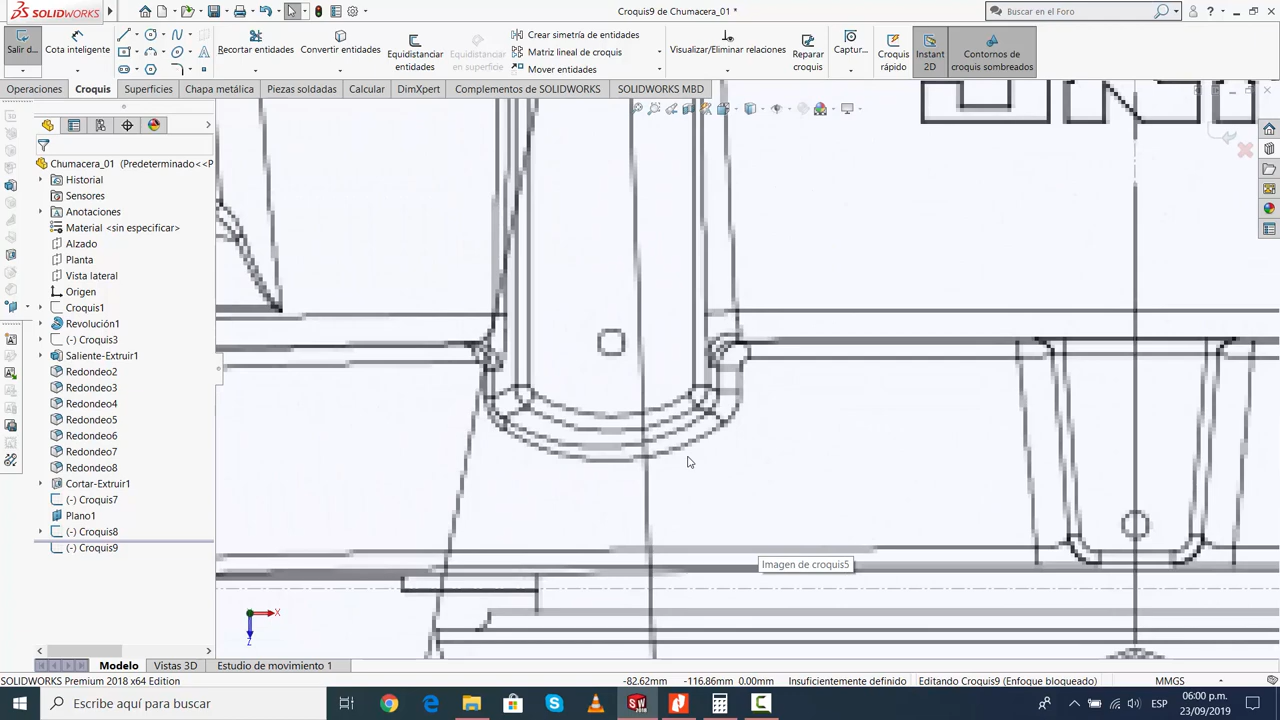 SOLIDWORKS
Croquis9 de Chumacera_01 *
Buscar en el Foro
Salir d...
Cota inteligente
Recortar entidades
Convertir entidades
Equidistanciar entidades
Equidistanciar en superficie
Crear simetría de entidades
Matriz lineal de croquis
Mover entidades
Visualizar/Eliminar relaciones
Reparar croquis
Captur...
Croquis rápido
Instant 2D
Contornos de croquis sombreados
Operaciones
Croquis
Superficies
Chapa metálica
Piezas soldadas
Calcular
DimXpert
Complementos de SOLIDWORKS
SOLIDWORKS MBD
Chumacera_01 (Predeterminado<<P
Historial
Sensores
Anotaciones
Material <sin especificar>
Alzado
Planta
Vista lateral
Origen
Croquis1
Revolución1
(-) Croquis3
Saliente-Extruir1
Redondeo2
Redondeo3
Redondeo4
Redondeo5
Redondeo6
Redondeo7
Redondeo8
Cortar-Extruir1
(-) Croquis7
Plano1
(-) Croquis8
(-) Croquis9
Imagen de croquis5
X
Z
Modelo
Vistas 3D
Estudio de movimiento 1
SOLIDWORKS Premium 2018 x64 Edition
-82.62mm
-116.86mm
0.00mm
Insuficientemente definido
Editando Croquis9 (Enfoque bloqueado)
MMGS
Escribe aquí para buscar
ESP
06:00 p.m.
23/09/2019